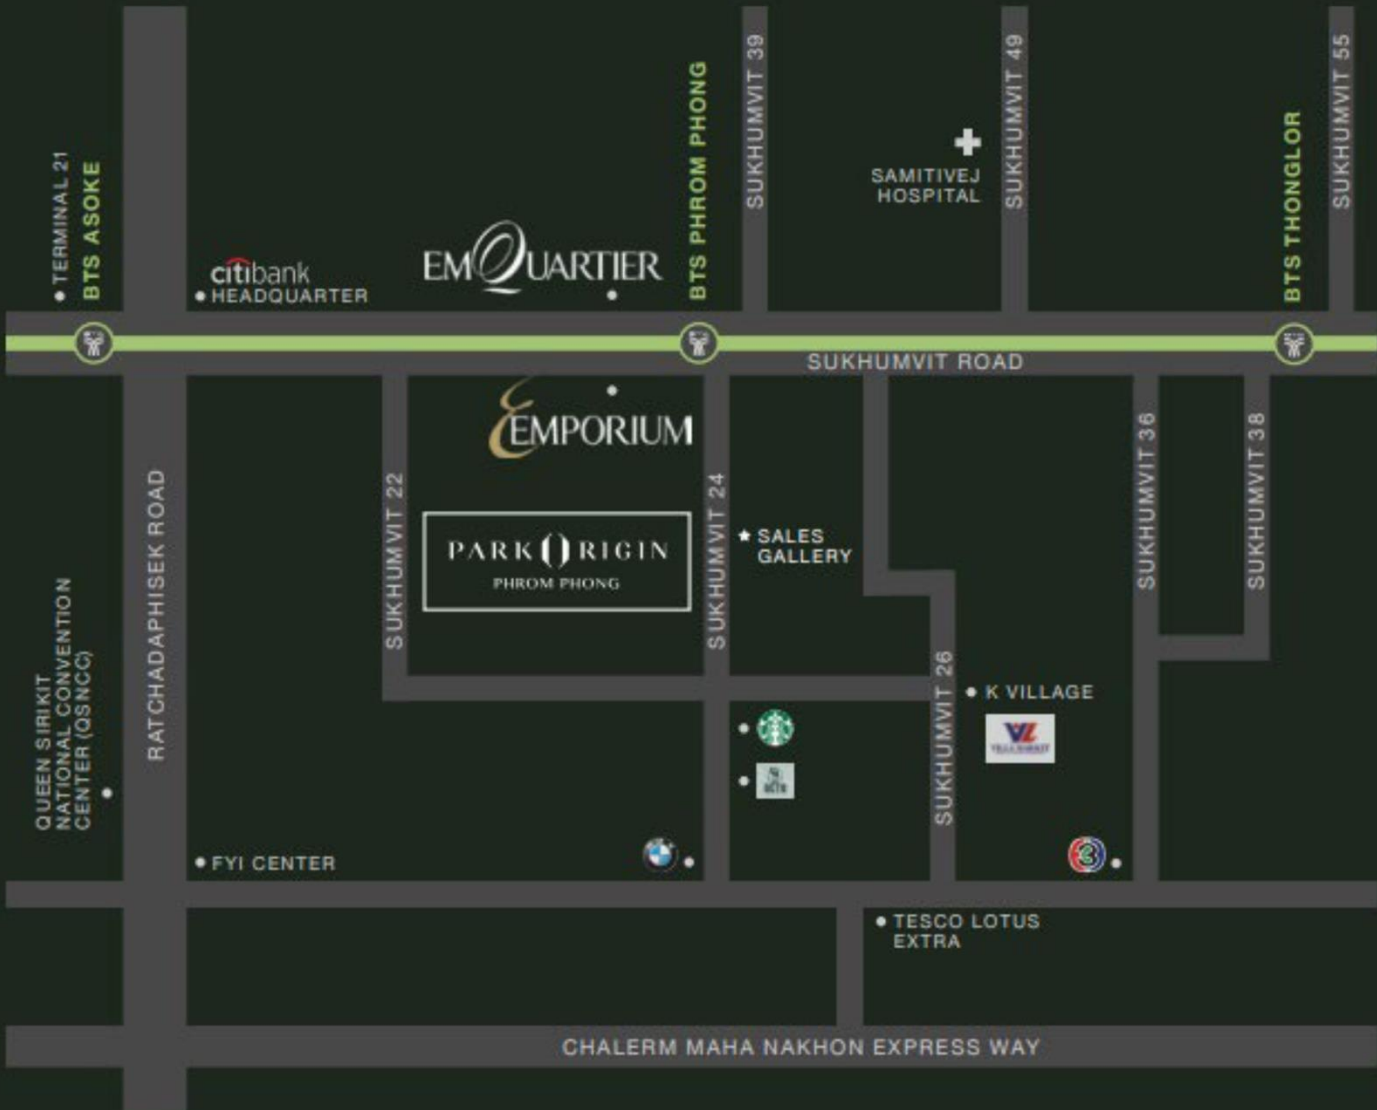 TERMINAL 21
BTS ASOKE
citibank
HEADQUARTER
EMQUARTIER
BTS PHROM PHONG
SUKHUMVIT 39
SAMITIVEJ
HOSPITAL
SUKHUMVIT 49
BTS THONGLOR
SUKHUMVIT 55
SUKHUMVIT ROAD
EMPORIUM
RATCHADAPHISEK ROAD
SUKHUMVIT 22
PARK ORIGIN
PHROM PHONG
SUKHUMVIT 24
SALES
GALLERY
SUKHUMVIT 36
SUKHUMVIT 38
QUEEN SIRIKIT
NATIONAL CONVENTION
CENTER (QSNCC)
SUKHUMVIT 26
K VILLAGE
FYI CENTER
3
TESCO LOTUS
EXTRA
CHALERM MAHA NAKHON EXPRESS WAY